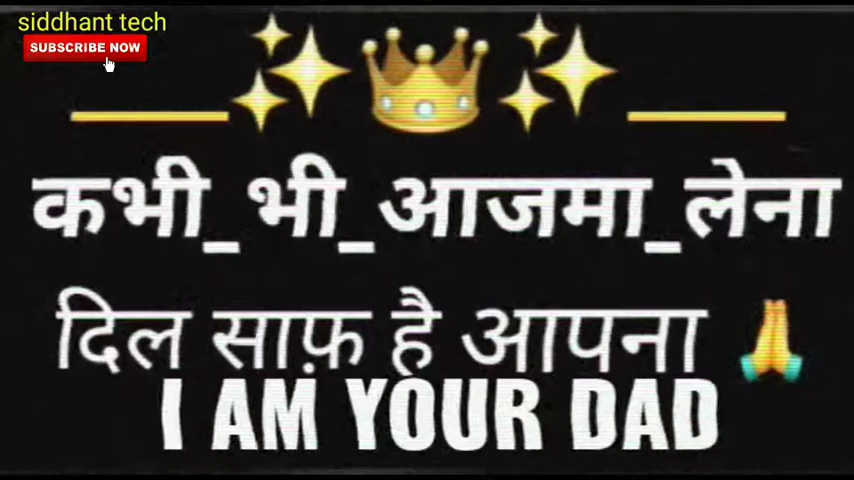 siddhant tech
SUBSCRIBE NOW
कभी_भी_आजमा_लेना
दिल साफ़ है आपना 🙏
I AM YOUR DAD